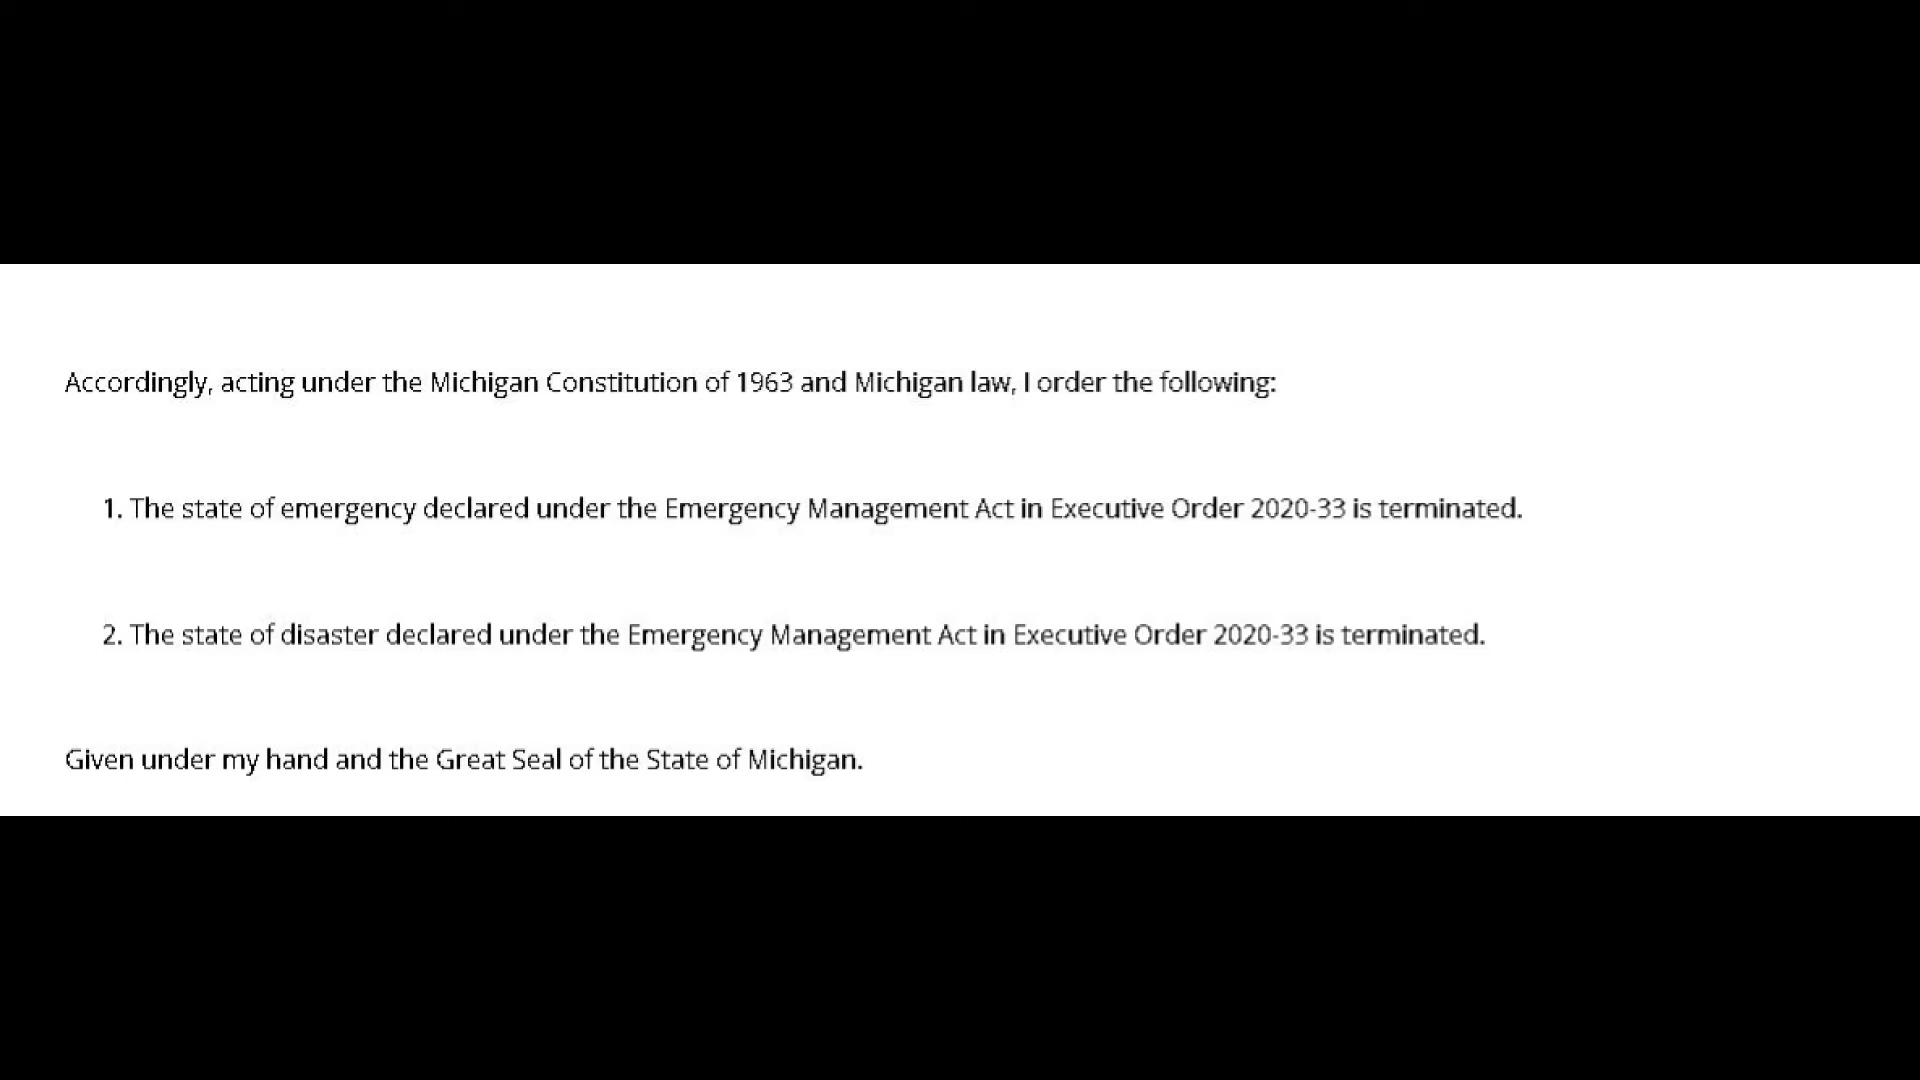 Accordingly, acting under the Michigan Constitution of 1963 and Michigan law, I order the following:
1. The state of emergency declared under the Emergency Management Act in Executive Order 2020-33 is terminated.
2. The state of disaster declared under the Emergency Management Act in Executive Order 2020-33 is terminated.
Given under my hand and the Great Seal of the State of Michigan.